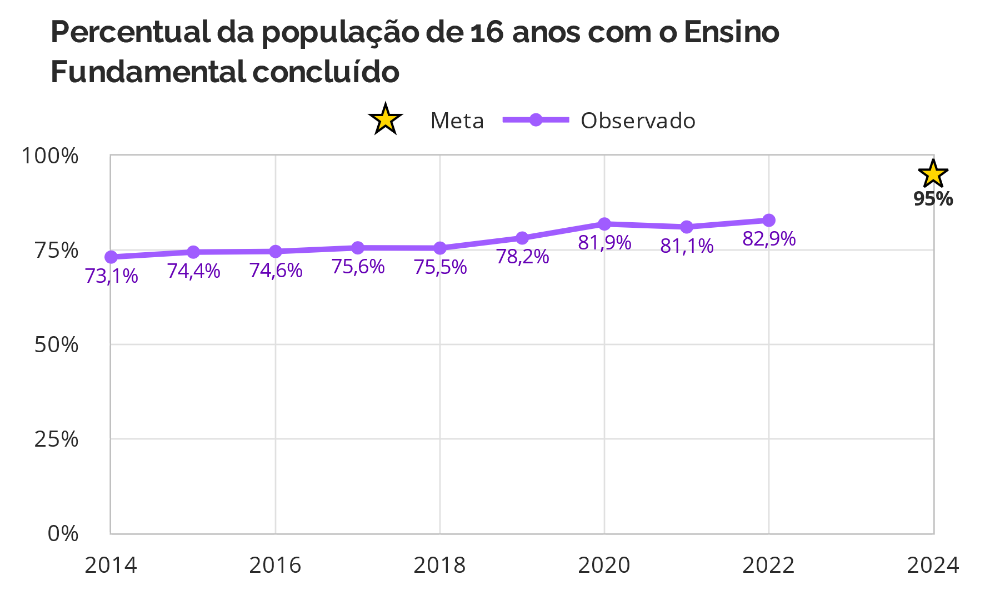 Percentual da população de 16 anos com o Ensino
Fundamental concluído
Meta Observado
100%
95%
75%
73,1% 74,4% 74,6% 75,6% 75,5% 78,2% 81,9% 81,1% 82,9%
50%
25%
0%
2014 2016 2018 2020 2022 2024